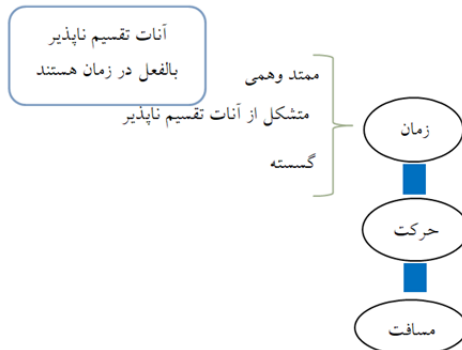 آنات تقسیم ناپذیر
بالفعل در زمان هستند
ممتد وهمی
متشکل از آنات تقسیم ناپذیر
گسسته
زمان
حرکت
مسافت